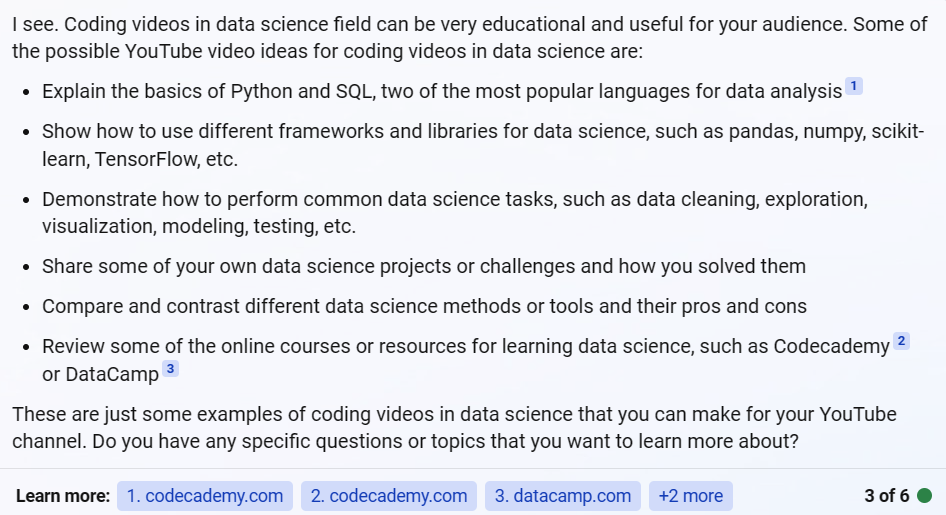 I see. Coding videos in data science field can be very educational and useful for your audience. Some of
the possible YouTube video ideas for coding videos in data science are:
• Explain the basics of Python and SQL, two of the most popular languages for data analysis 1
• Show how to use different frameworks and libraries for data science, such as pandas, numpy, scikit-
learn, TensorFlow, etc.
• Demonstrate how to perform common data science tasks, such as data cleaning, exploration,
visualization, modeling, testing, etc.
• Share some of your own data science projects or challenges and how you solved them
• Compare and contrast different data science methods or tools and their pros and cons
• Review some of the online courses or resources for learning data science, such as Codecademy 2
or DataCamp 3
These are just some examples of coding videos in data science that you can make for your YouTube
channel. Do you have any specific questions or topics that you want to learn more about?
Learn more: 1. codecademy.com 2. codecademy.com 3. datacamp.com +2 more 3 of 6